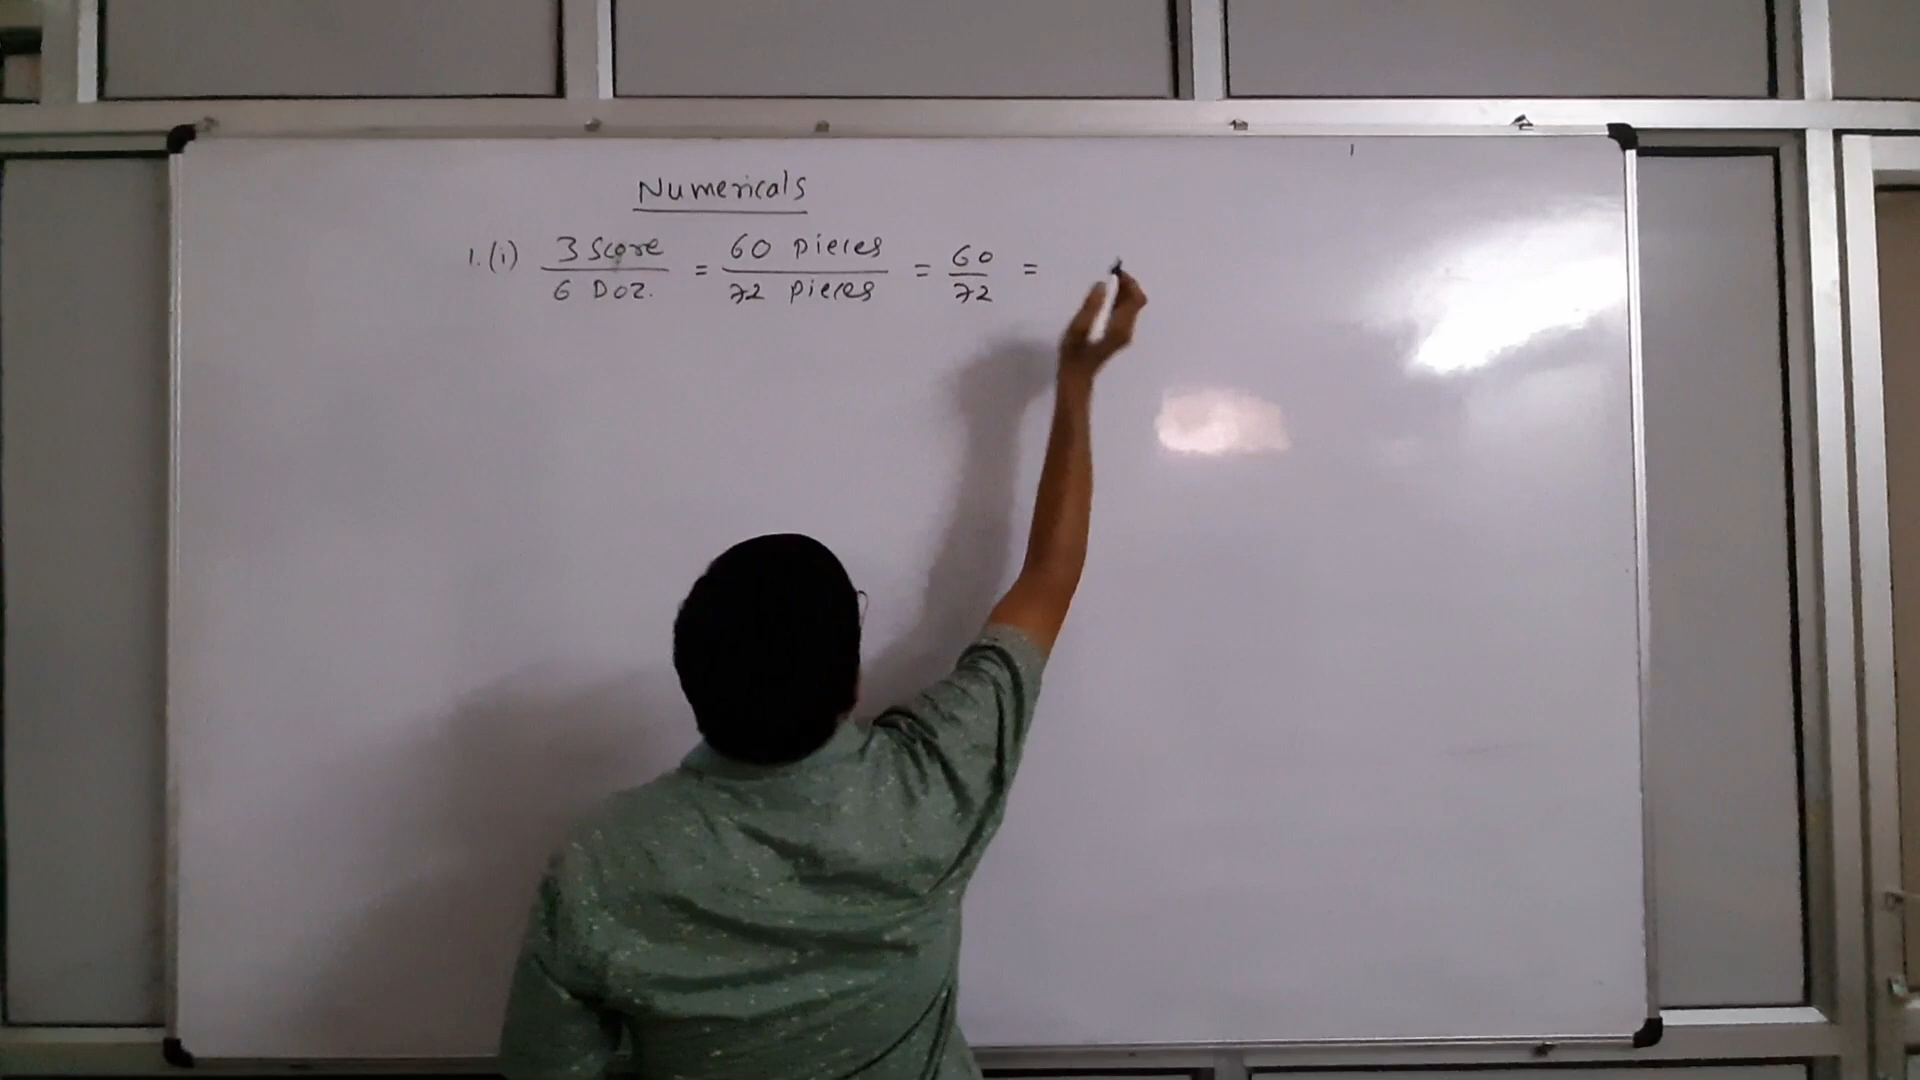 Numericals
1.(i) 3 Score / 6 Doz. = 60 pieces / 72 pieces = 60 / 72 =